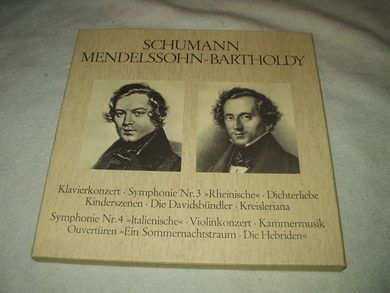 SCHUMANN
MENDELSSOHN-BARTHOLDY
Klavierkonzert · Symphonie Nr. 3 »Rheinische« · Dichterliebe
Kinderszenen · Die Davidsbündler · Kreisleriana
Symphonie Nr. 4 »Italienische« · Violinkonzert · Kammermusik
Ouvertüren »Ein Sommernachtstraum · Die Hebriden«